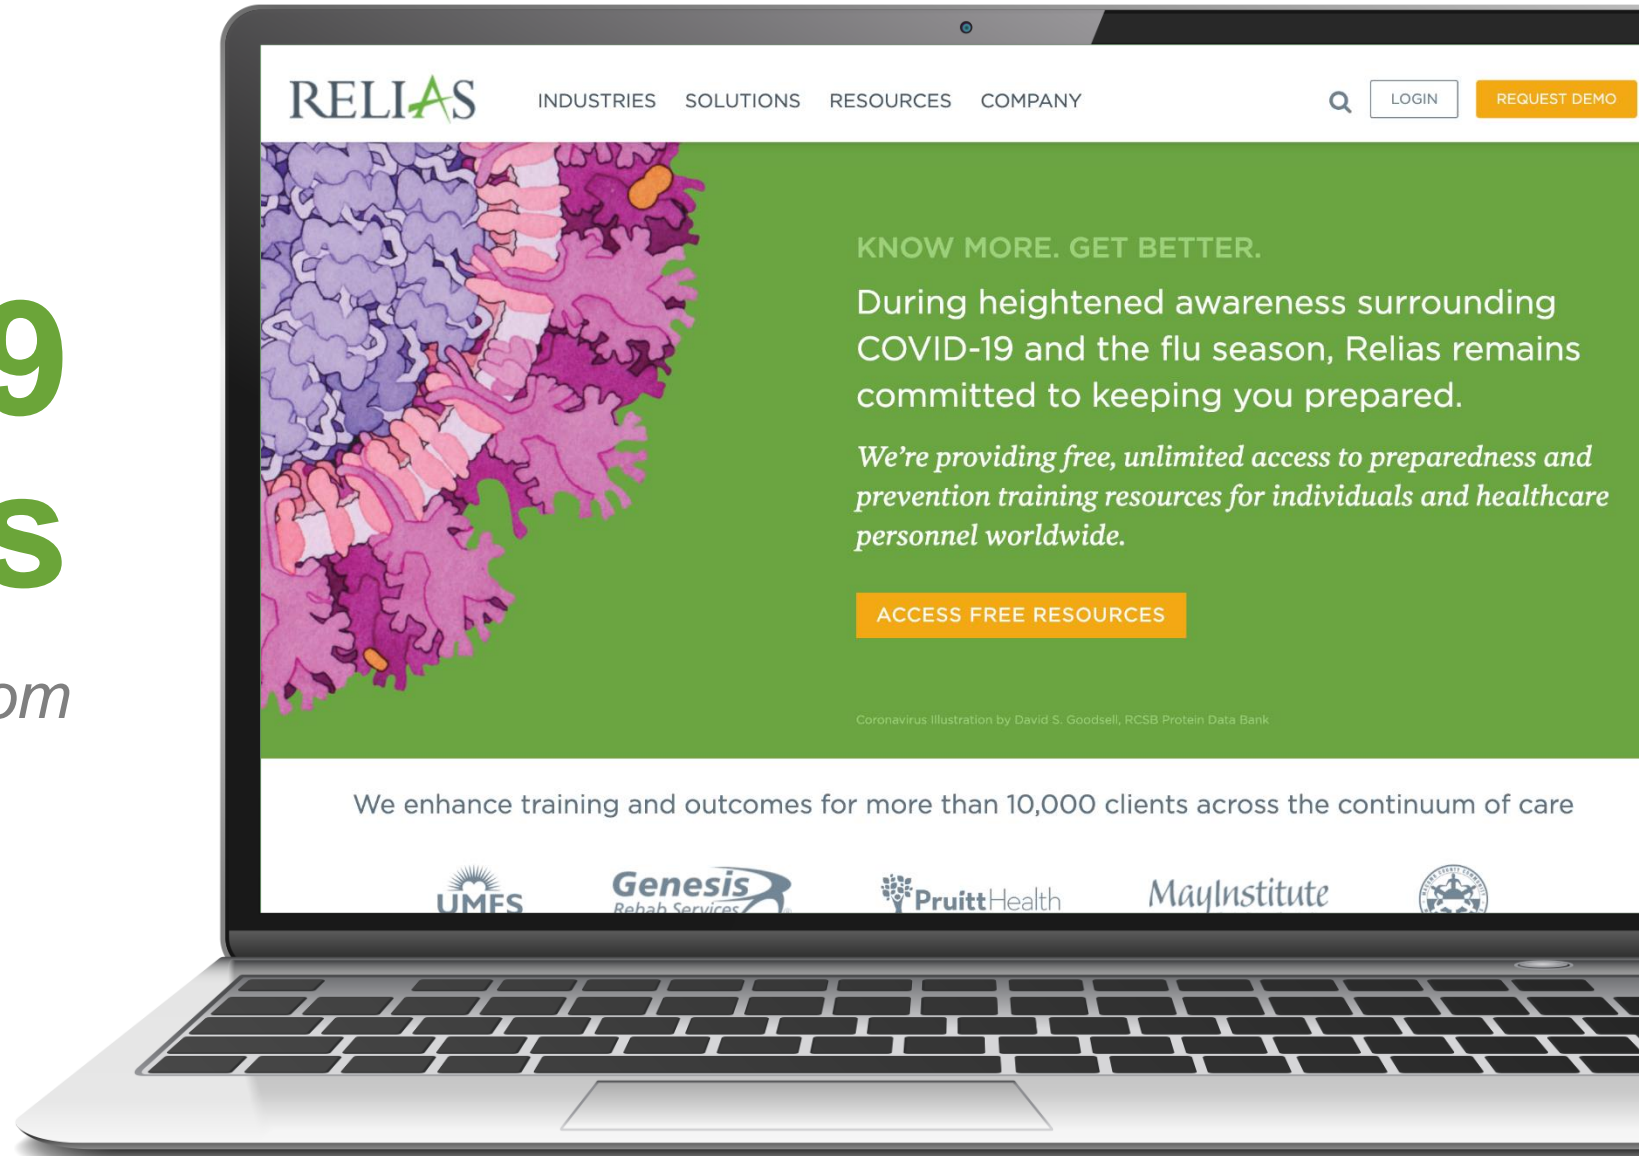 9
s
om
RELIAS INDUSTRIES SOLUTIONS RESOURCES COMPANY LOGIN REQUEST DEMO
KNOW MORE. GET BETTER.
During heightened awareness surrounding
COVID-19 and the flu season, Relias remains
committed to keeping you prepared.
We're providing free, unlimited access to preparedness and
prevention training resources for individuals and healthcare
personnel worldwide.
ACCESS FREE RESOURCES
Coronavirus Illustration by David S. Goodsell, RCSB Protein Data Bank
We enhance training and outcomes for more than 10,000 clients across the continuum of care
UMFS Genesis PruittHealth MayInstitute
Rehab Services